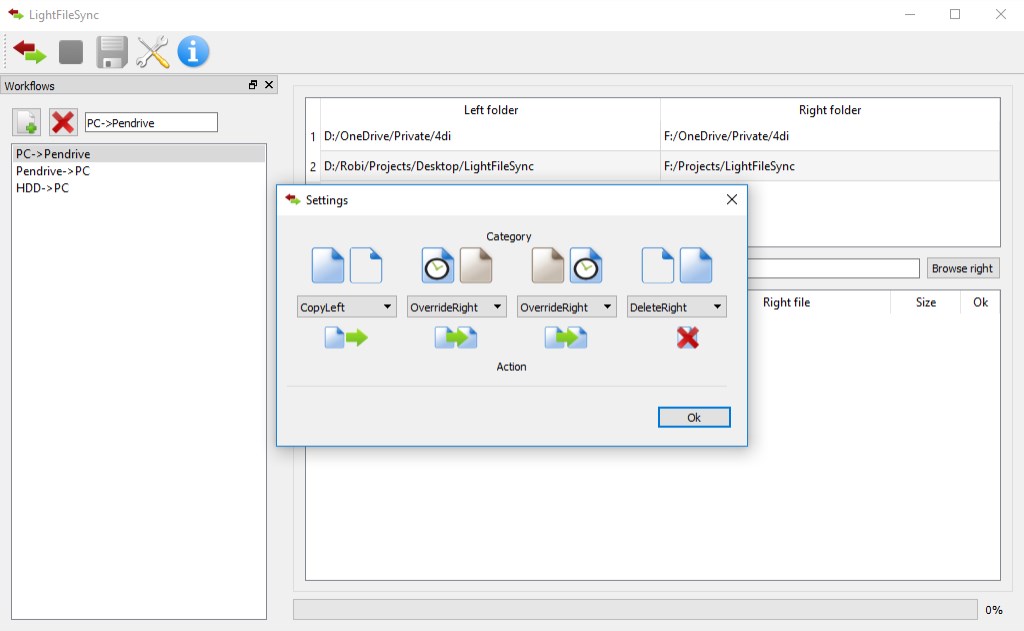 LightFileSync
Workflows
PC->Pendrive
PC->Pendrive
Pendrive->PC
HDD->PC
Left folder Right folder
1 D:/OneDrive/Private/4di F:/OneDrive/Private/4di
2 D:/Robi/Projects/Desktop/LightFileSync F:/Projects/LightFileSync
Browse right
Right file Size Ok
Settings
Category
CopyLeft OverrideRight OverrideRight DeleteRight
Action
Ok
0%